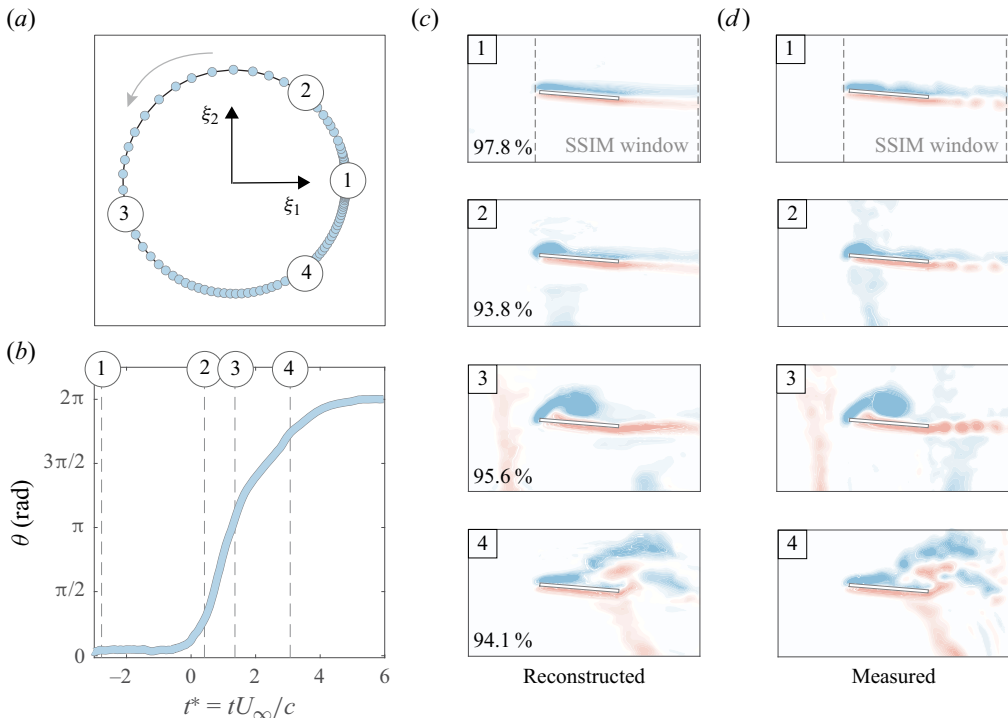 (a)
(c)
(d)
1
1
2
ξ2
SSIM window
SSIM window
97.8 %
1
ξ1
2
2
3
4
93.8 %
(b)
1
2
3
4
3
3
2π
3π/2
95.6 %
θ (rad)
π
4
4
π/2
94.1 %
0
−2
0
2
4
6
Reconstructed
Measured
t* = tU∞/c